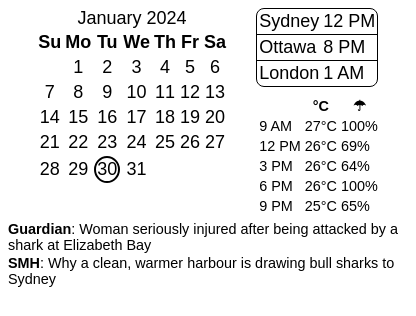 January 2024
Su Mo Tu We Th Fr Sa
1 2 3 4 5 6
7 8 9 10 11 12 13
14 15 16 17 18 19 20
21 22 23 24 25 26 27
28 29 30 31
Sydney 12 PM
Ottawa 8 PM
London 1 AM
°C ☂
9 AM 27°C 100%
12 PM 26°C 69%
3 PM 26°C 64%
6 PM 26°C 100%
9 PM 25°C 65%
Guardian: Woman seriously injured after being attacked by a
shark at Elizabeth Bay
SMH: Why a clean, warmer harbour is drawing bull sharks to
Sydney